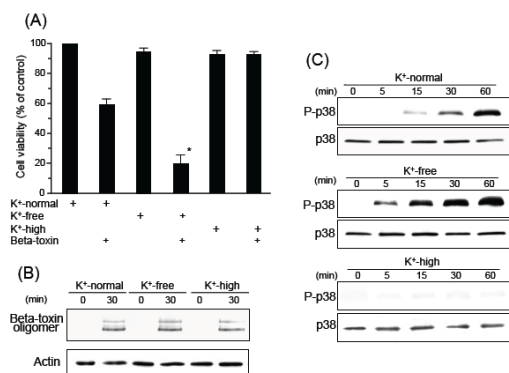 (A)
Cell viability (% of control)
100
80
60
40
20
0
*
K⁺-normal + +
K⁺-free + +
K⁺-high + +
Beta-toxin + + +
(B)
K⁺-normal K⁺-free K⁺-high
(min) 0 30 0 30 0 30
Beta-toxin
oligomer
Actin
(C)
K⁺-normal
(min) 0 5 15 30 60
P-p38
p38
K⁺-free
(min) 0 5 15 30 60
P-p38
p38
K⁺-high
(min) 0 5 15 30 60
P-p38
p38